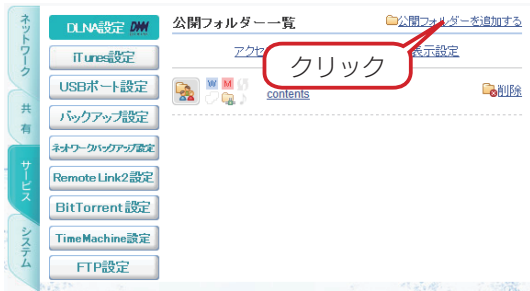 ネットワーク
共有
サービス
システム
DLNA設定
iTunes設定
USBポート設定
バックアップ設定
ネットワークバックアップ設定
Remote Link2設定
BitTorrent設定
TimeMachine設定
FTP設定
公開フォルダー一覧
公開フォルダーを追加する
アクセ
表示設定
クリック
W M
contents
削除